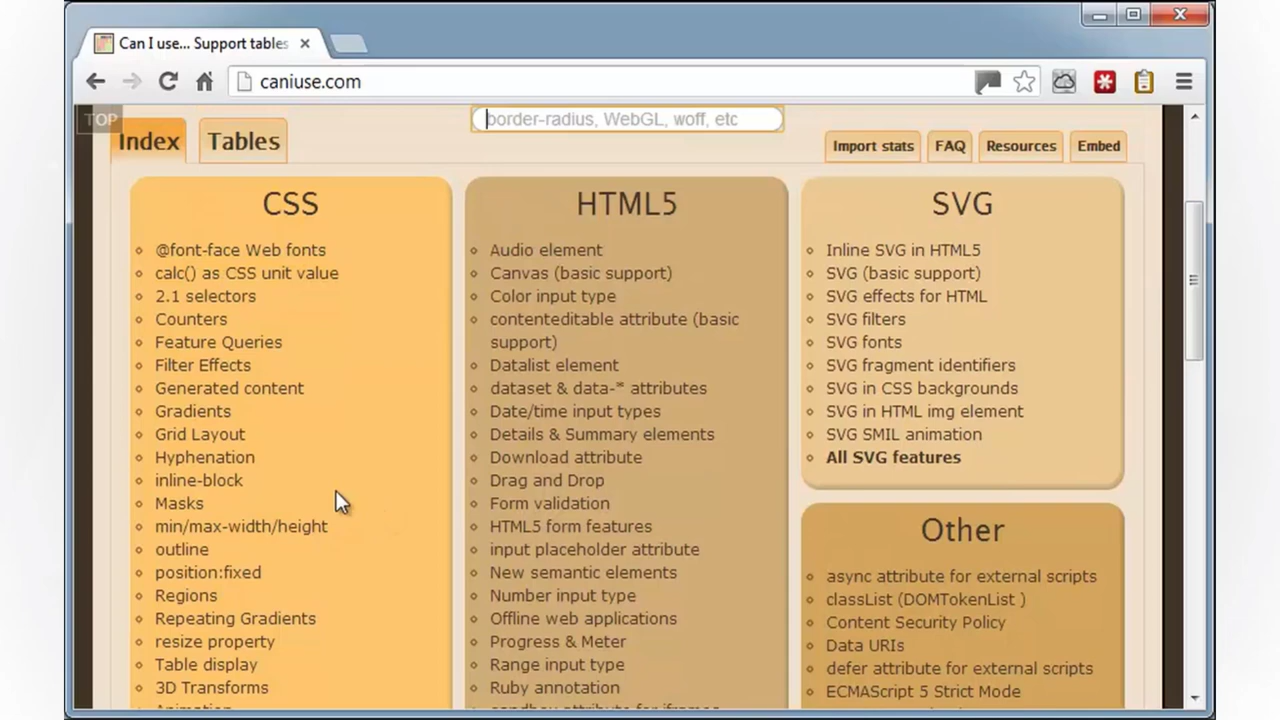 Can I use... Support tables
caniuse.com
TOP
border-radius, WebGL, woff, etc
Index
Tables
Import stats
FAQ
Resources
Embed
CSS
@font-face Web fonts
calc() as CSS unit value
2.1 selectors
Counters
Feature Queries
Filter Effects
Generated content
Gradients
Grid Layout
Hyphenation
inline-block
Masks
min/max-width/height
outline
position:fixed
Regions
Repeating Gradients
resize property
Table display
3D Transforms
HTML5
Audio element
Canvas (basic support)
Color input type
contenteditable attribute (basic
support)
Datalist element
dataset & data-* attributes
Date/time input types
Details & Summary elements
Download attribute
Drag and Drop
Form validation
HTML5 form features
input placeholder attribute
New semantic elements
Number input type
Offline web applications
Progress & Meter
Range input type
Ruby annotation
sandbox attribute for iframes
SVG
Inline SVG in HTML5
SVG (basic support)
SVG effects for HTML
SVG filters
SVG fonts
SVG fragment identifiers
SVG in CSS backgrounds
SVG in HTML img element
SVG SMIL animation
All SVG features
Other
async attribute for external scripts
classList (DOMTokenList )
Content Security Policy
Data URIs
defer attribute for external scripts
ECMAScript 5 Strict Mode